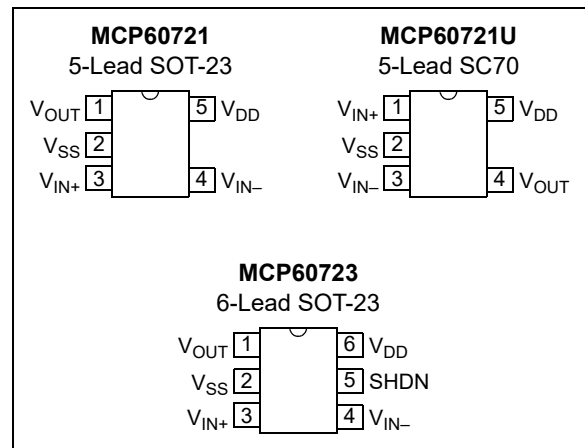 MCP60721
5-Lead SOT-23
VOUT 1
5 VDD
VSS 2
VIN+ 3
4 VIN–
MCP60721U
5-Lead SC70
VIN+ 1
5 VDD
VSS 2
VIN– 3
4 VOUT
MCP60723
6-Lead SOT-23
VOUT 1
6 VDD
VSS 2
5 SHDN
VIN+ 3
4 VIN–